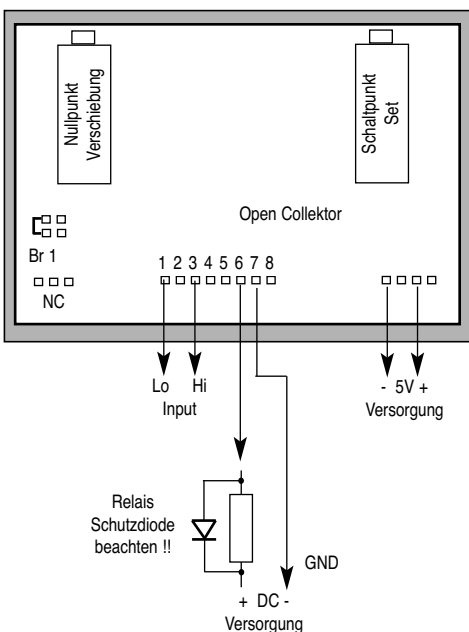 Nullpunkt
Verschiebung
Schaltpunkt
Set
Open Collektor
Br 1
1 2 3 4 5 6 7 8
NC
Lo Hi
Input
- 5V +
Versorgung
Relais
Schutzdiode
beachten !!
GND
+ DC -
Versorgung